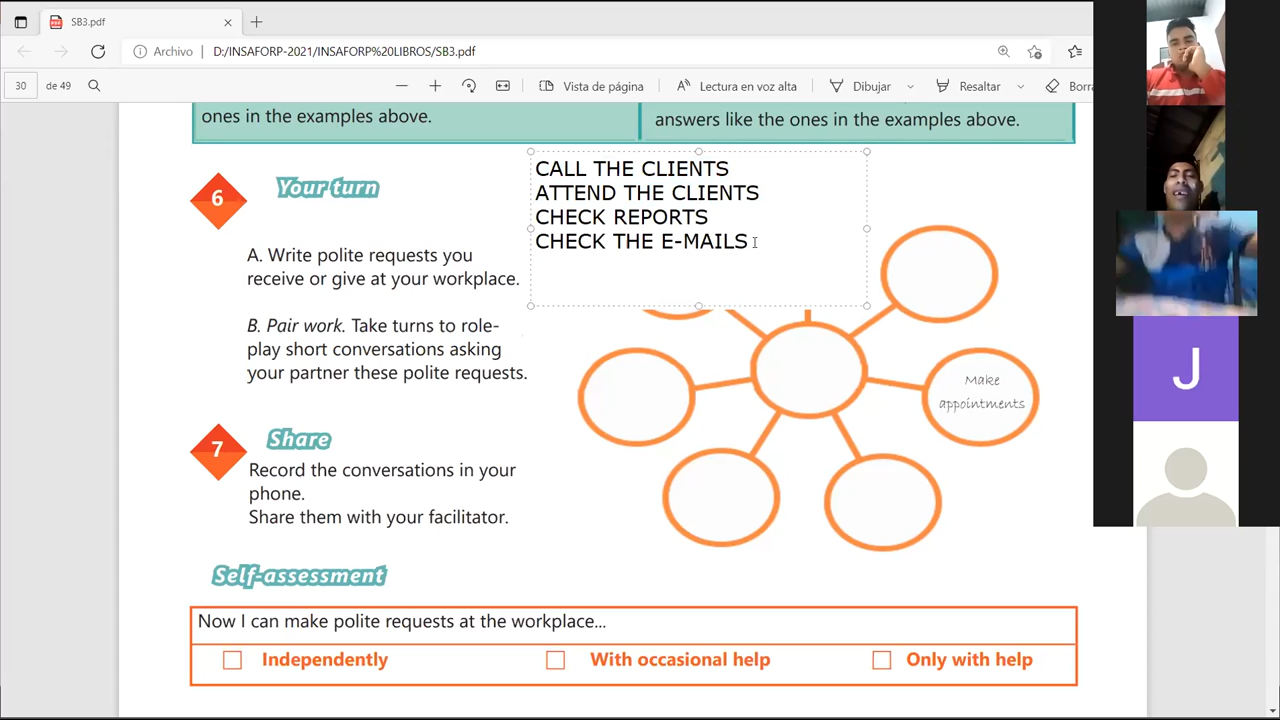 SB3.pdf
Archivo
D:/INSAFORP-2021/INSAFORP%20LIBROS/SB3.pdf
30
de 49
Vista de página
Lectura en voz alta
Dibujar
Resaltar
Borra
ones in the examples above.
answers like the ones in the examples above.
6
Your turn
CALL THE CLIENTS
ATTEND THE CLIENTS
CHECK REPORTS
CHECK THE E-MAILS
A. Write polite requests you
receive or give at your workplace.
B. Pair work. Take turns to role-
play short conversations asking
your partner these polite requests.
Make
appointments
7
Share
Record the conversations in your
phone.
Share them with your facilitator.
Self-assessment
Now I can make polite requests at the workplace...
Independently
With occasional help
Only with help
J